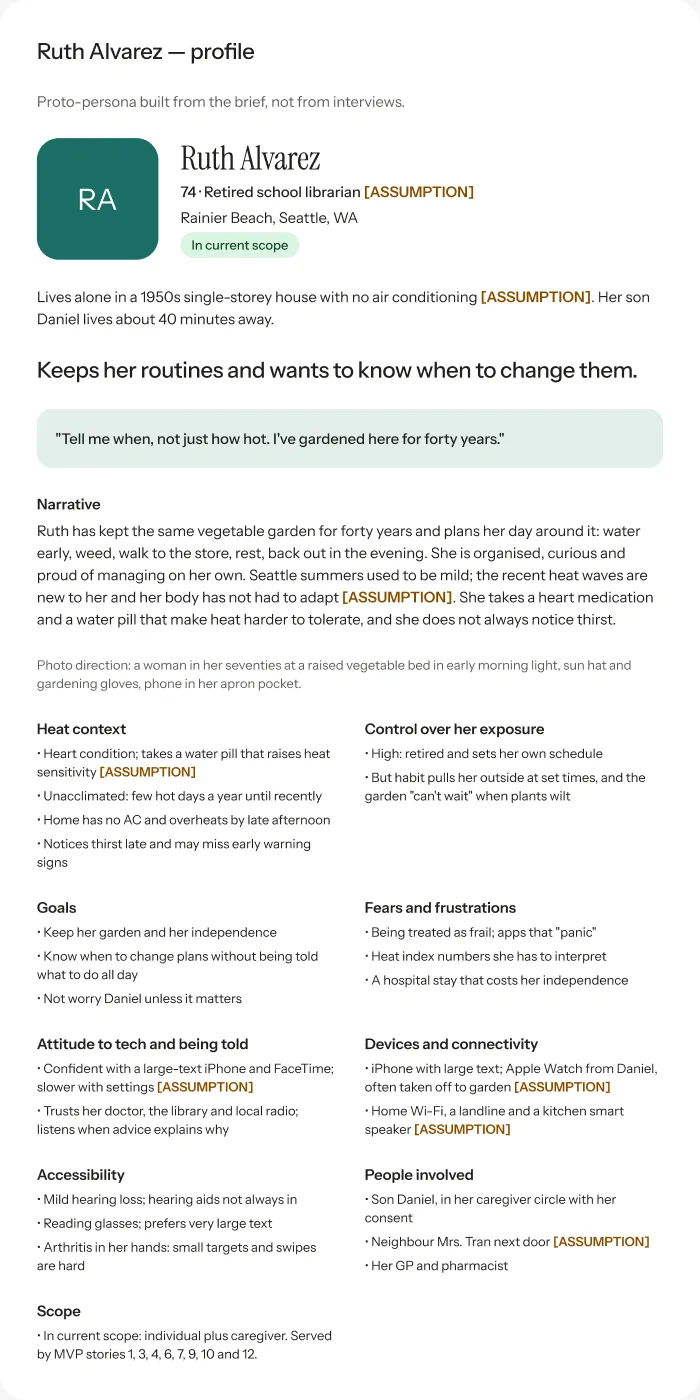 Ruth Alvarez — profile
Proto-persona built from the brief, not from interviews.
RA
Ruth Alvarez
74 · Retired school librarian [ASSUMPTION]
Rainier Beach, Seattle, WA
In current scope
Lives alone in a 1950s single-storey house with no air conditioning [ASSUMPTION]. Her son
Daniel lives about 40 minutes away.
Keeps her routines and wants to know when to change them.
"Tell me when, not just how hot. I've gardened here for forty years."
Narrative
Ruth has kept the same vegetable garden for forty years and plans her day around it: water
early, weed, walk to the store, rest, back out in the evening. She is organised, curious and
proud of managing on her own. Seattle summers used to be mild; the recent heat waves are
new to her and her body has not had to adapt [ASSUMPTION]. She takes a heart medication
and a water pill that make heat harder to tolerate, and she does not always notice thirst.
Photo direction: a woman in her seventies at a raised vegetable bed in early morning light, sun hat and
gardening gloves, phone in her apron pocket.
Heat context
· Heart condition; takes a water pill that raises heat
sensitivity [ASSUMPTION]
· Unacclimated: few hot days a year until recently
· Home has no AC and overheats by late afternoon
· Notices thirst late and may miss early warning
signs
Control over her exposure
· High: retired and sets her own schedule
· But habit pulls her outside at set times, and the
garden "can't wait" when plants wilt
Goals
· Keep her garden and her independence
· Know when to change plans without being told
what to do all day
· Not worry Daniel unless it matters
Fears and frustrations
· Being treated as frail; apps that "panic"
· Heat index numbers she has to interpret
· A hospital stay that costs her independence
Attitude to tech and being told
· Confident with a large-text iPhone and FaceTime;
slower with settings [ASSUMPTION]
· Trusts her doctor, the library and local radio;
listens when advice explains why
Devices and connectivity
· iPhone with large text; Apple Watch from Daniel,
often taken off to garden [ASSUMPTION]
· Home Wi-Fi, a landline and a kitchen smart
speaker [ASSUMPTION]
Accessibility
· Mild hearing loss; hearing aids not always in
· Reading glasses; prefers very large text
· Arthritis in her hands: small targets and swipes
are hard
People involved
· Son Daniel, in her caregiver circle with her
consent
· Neighbour Mrs. Tran next door [ASSUMPTION]
· Her GP and pharmacist
Scope
· In current scope: individual plus caregiver. Served
by MVP stories 1, 3, 4, 6, 7, 9, 10 and 12.